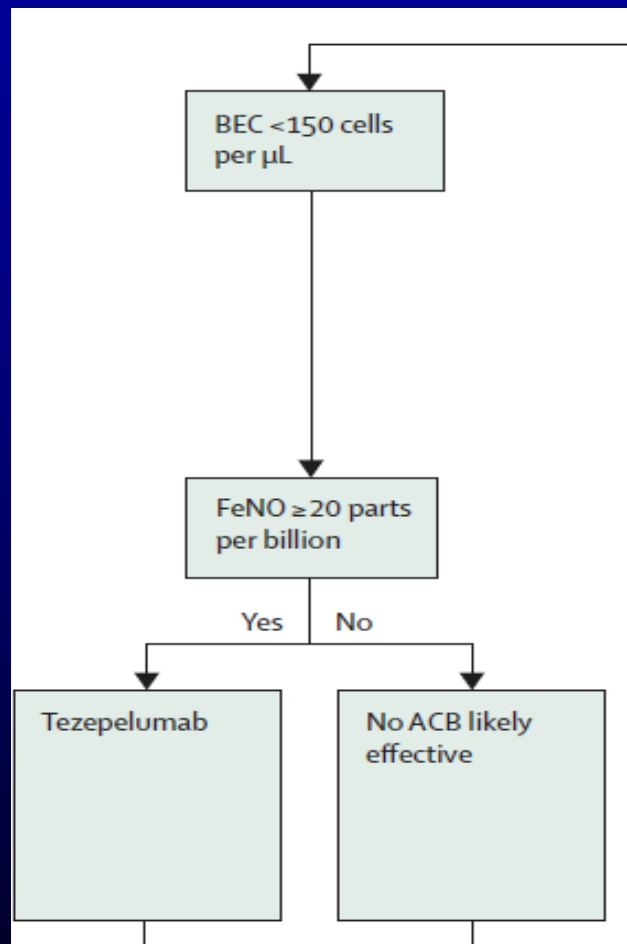 BEC <150 cells
per µL
FeNO ≥20 parts
per billion
Yes
No
Tezepelumab
No ACB likely
effective